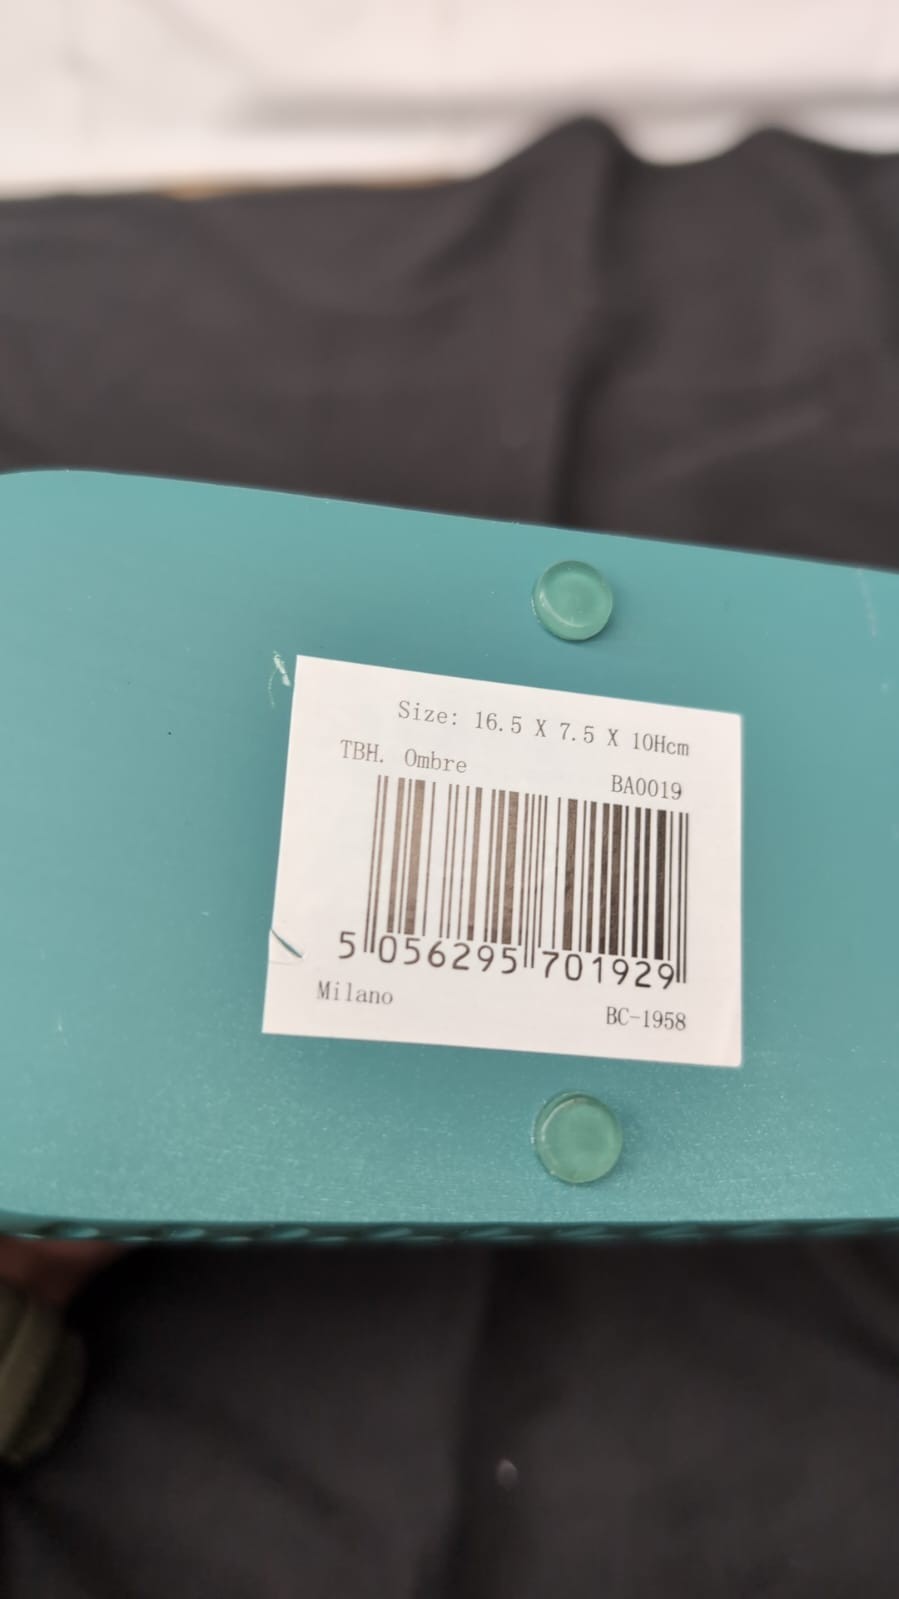 Size: 16.5 X 7.5 X 10Hcm
TBH. Ombre
BA0019
5 056295 701929
Milano
BC-1958